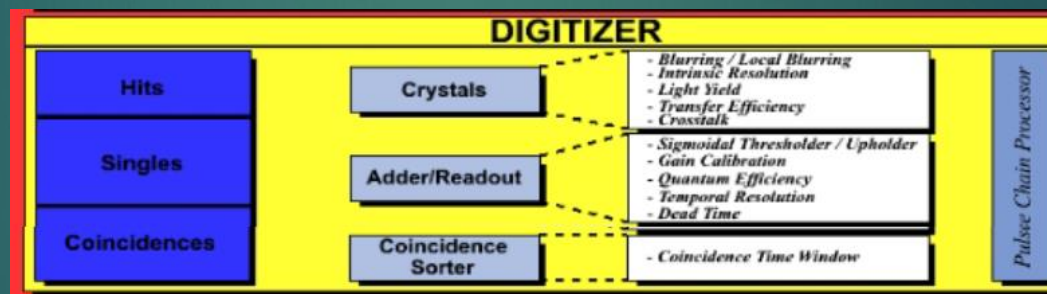 DIGITIZER
Hits
Singles
Coincidences
Crystals
Adder/Readout
Coincidence
Sorter
- Blurring / Local Blurring
- Intrinsic Resolution
- Light Yield
- Transfer Efficiency
- Crosstalk
- Sigmoidal Thresholder / Upholder
- Gain Calibration
- Quantum Efficiency
- Temporal Resolution
- Dead Time
- Coincidence Time Window
Pulsee Chain Processor